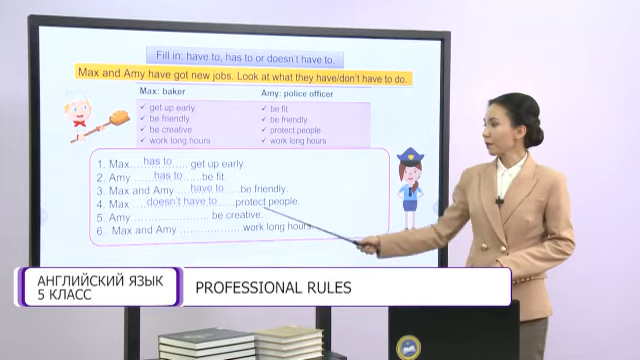 Fill in: have to, has to or doesn't have to.
Max and Amy have got new jobs. Look at what they have/don't have to do.
Max: baker
Amy: police officer
✓ get up early
✓ be friendly
✓ be creative
✓ work long hours
✓ be fit
✓ be friendly
✓ protect people
✓ work long hours
1. Max....has to.... get up early.
2. Amy ....has to....be fit.
3. Max and Amy ....have to....be friendly.
4. Max ....doesn't have to.....protect people.
5. Amy ........................ be creative.
6. Max and Amy ....................work long hours.
АНГЛИЙСКИЙ ЯЗЫК
5 КЛАСС
PROFESSIONAL RULES